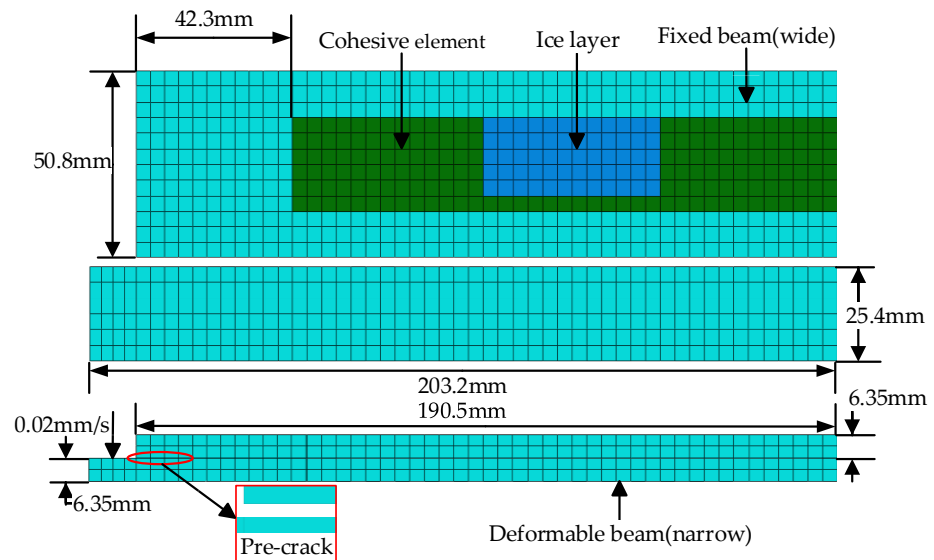 42.3mm
Cohesive element
Ice layer
Fixed beam(wide)
50.8mm
25.4mm
203.2mm
190.5mm
6.35mm
0.02mm/s
6.35mm
Pre-crack
Deformable beam(narrow)